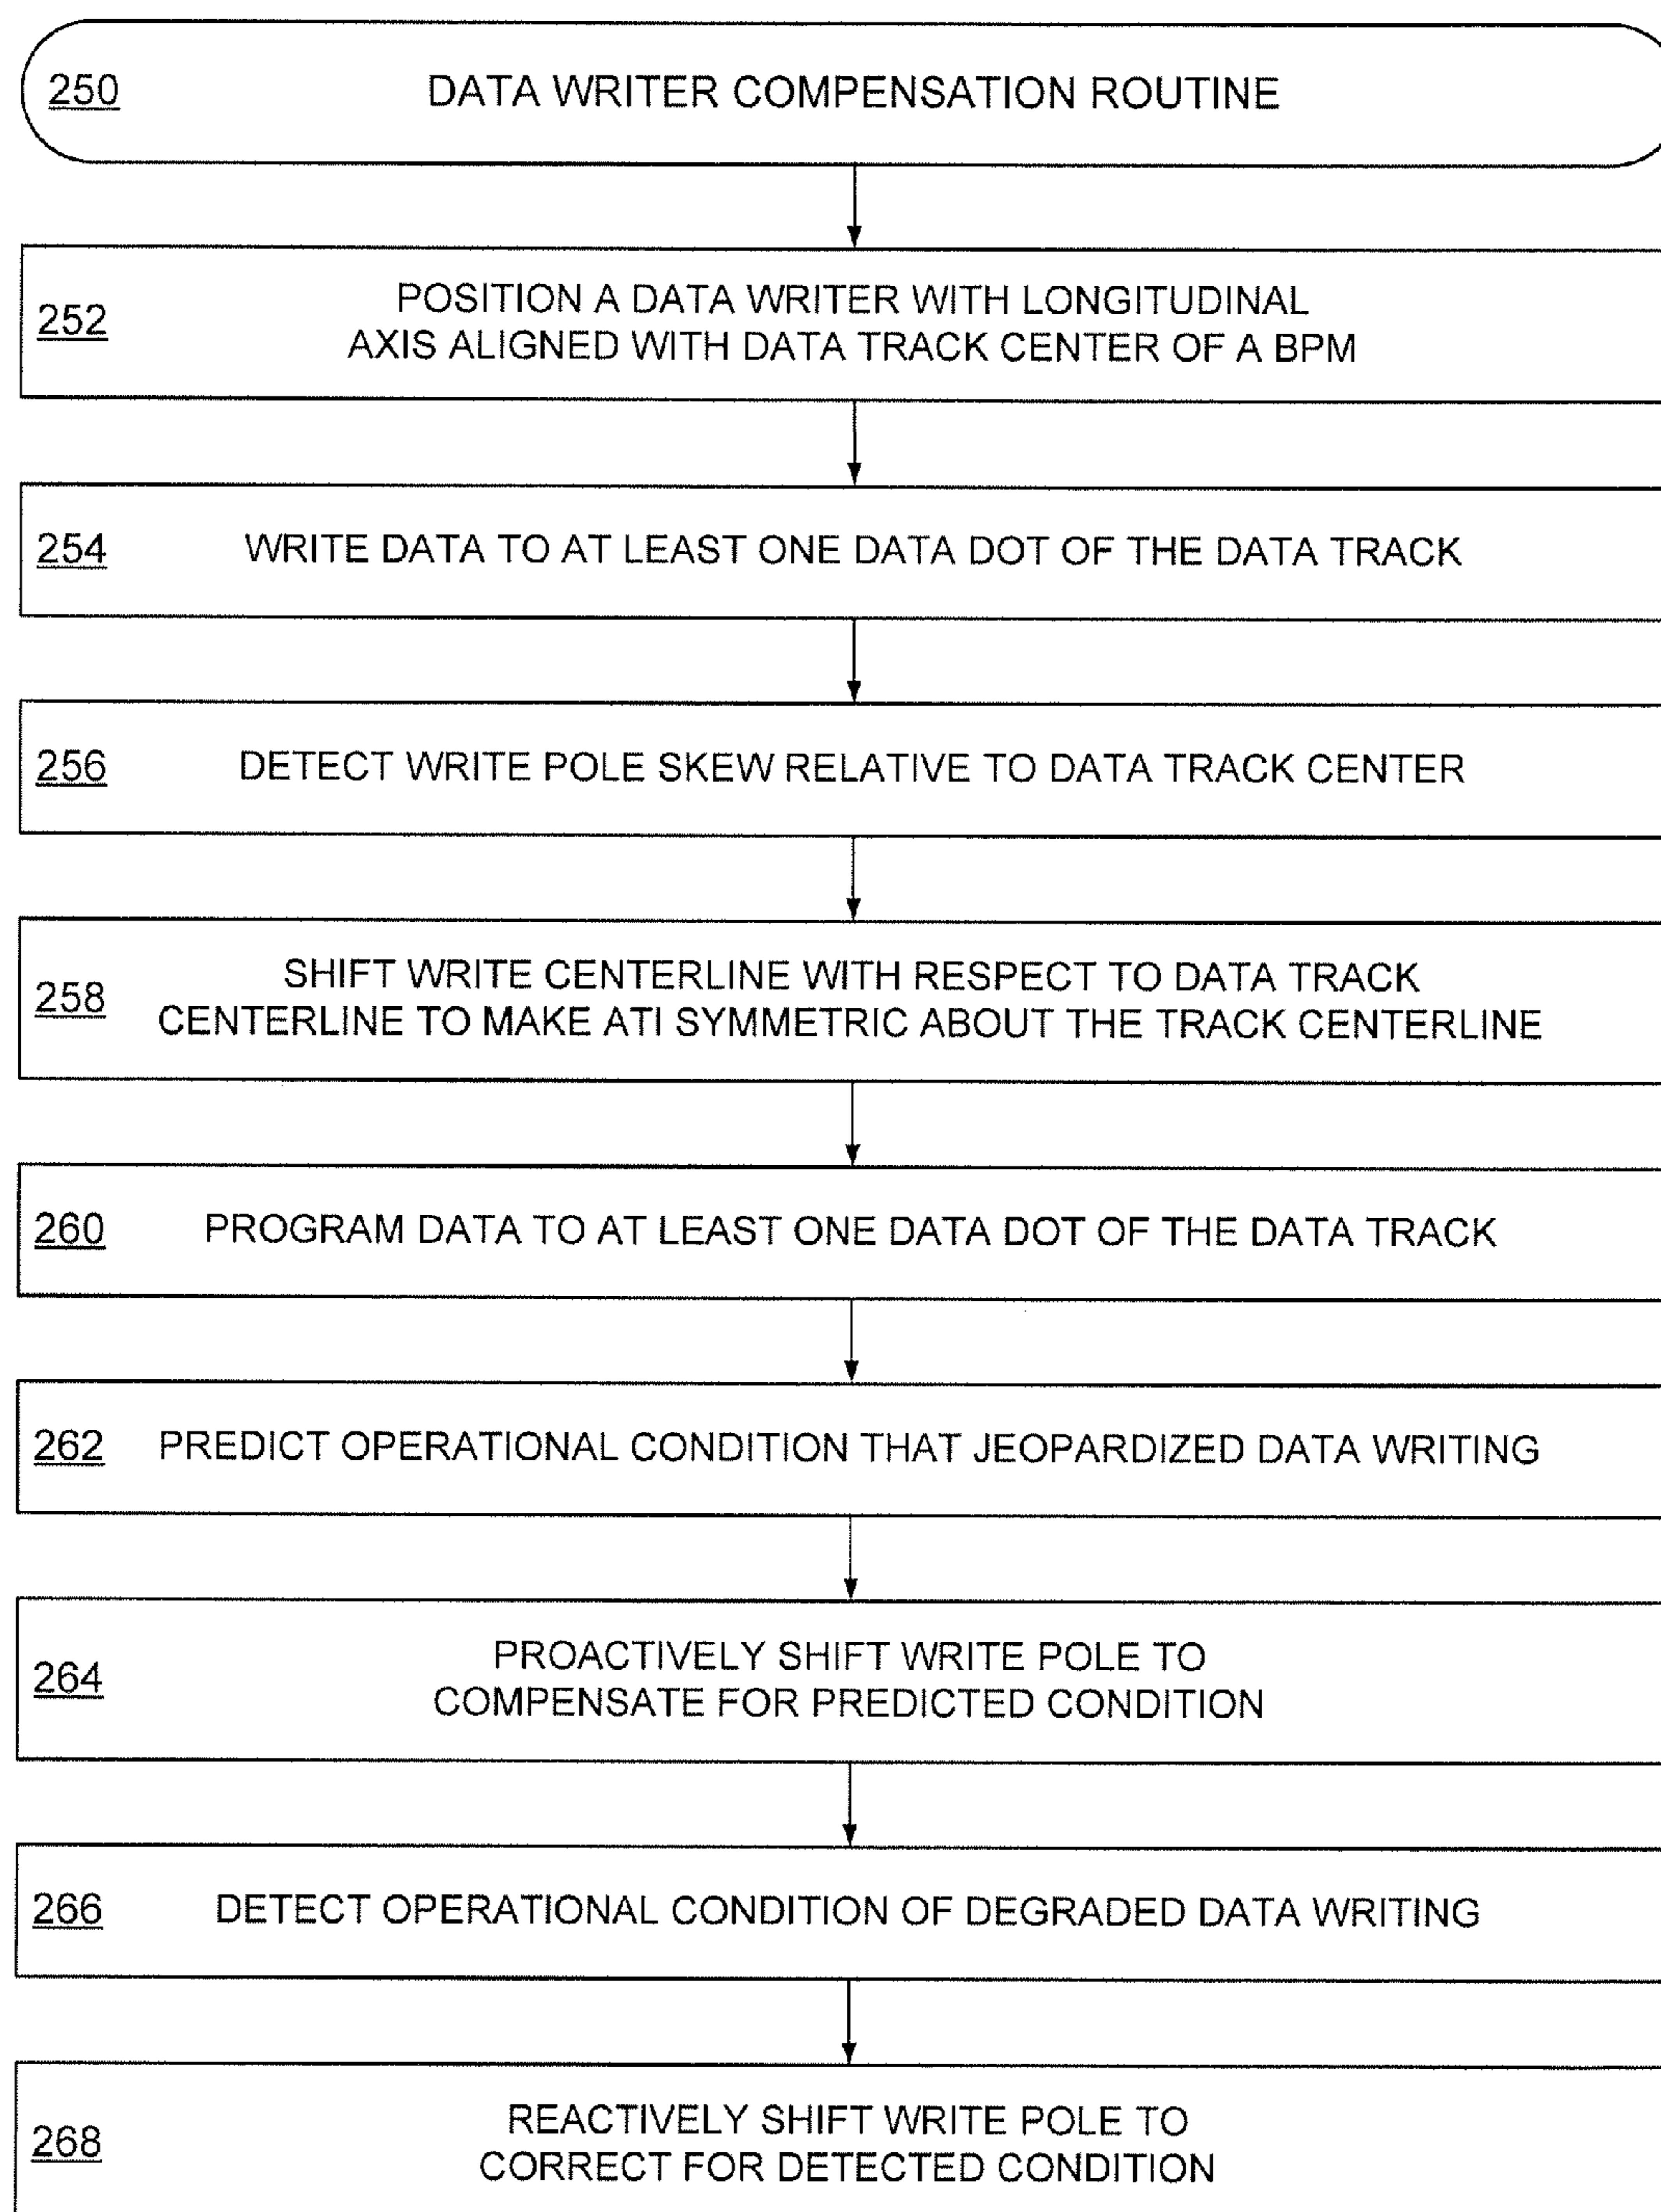 250 DATA WRITER COMPENSATION ROUTINE
252 POSITION A DATA WRITER WITH LONGITUDINAL
AXIS ALIGNED WITH DATA TRACK CENTER OF A BPM
254 WRITE DATA TO AT LEAST ONE DATA DOT OF THE DATA TRACK
256 DETECT WRITE POLE SKEW RELATIVE TO DATA TRACK CENTER
258 SHIFT WRITE CENTERLINE WITH RESPECT TO DATA TRACK
CENTERLINE TO MAKE ATI SYMMETRIC ABOUT THE TRACK CENTERLINE
260 PROGRAM DATA TO AT LEAST ONE DATA DOT OF THE DATA TRACK
262 PREDICT OPERATIONAL CONDITION THAT JEOPARDIZED DATA WRITING
264 PROACTIVELY SHIFT WRITE POLE TO
COMPENSATE FOR PREDICTED CONDITION
266 DETECT OPERATIONAL CONDITION OF DEGRADED DATA WRITING
268 REACTIVELY SHIFT WRITE POLE TO
CORRECT FOR DETECTED CONDITION